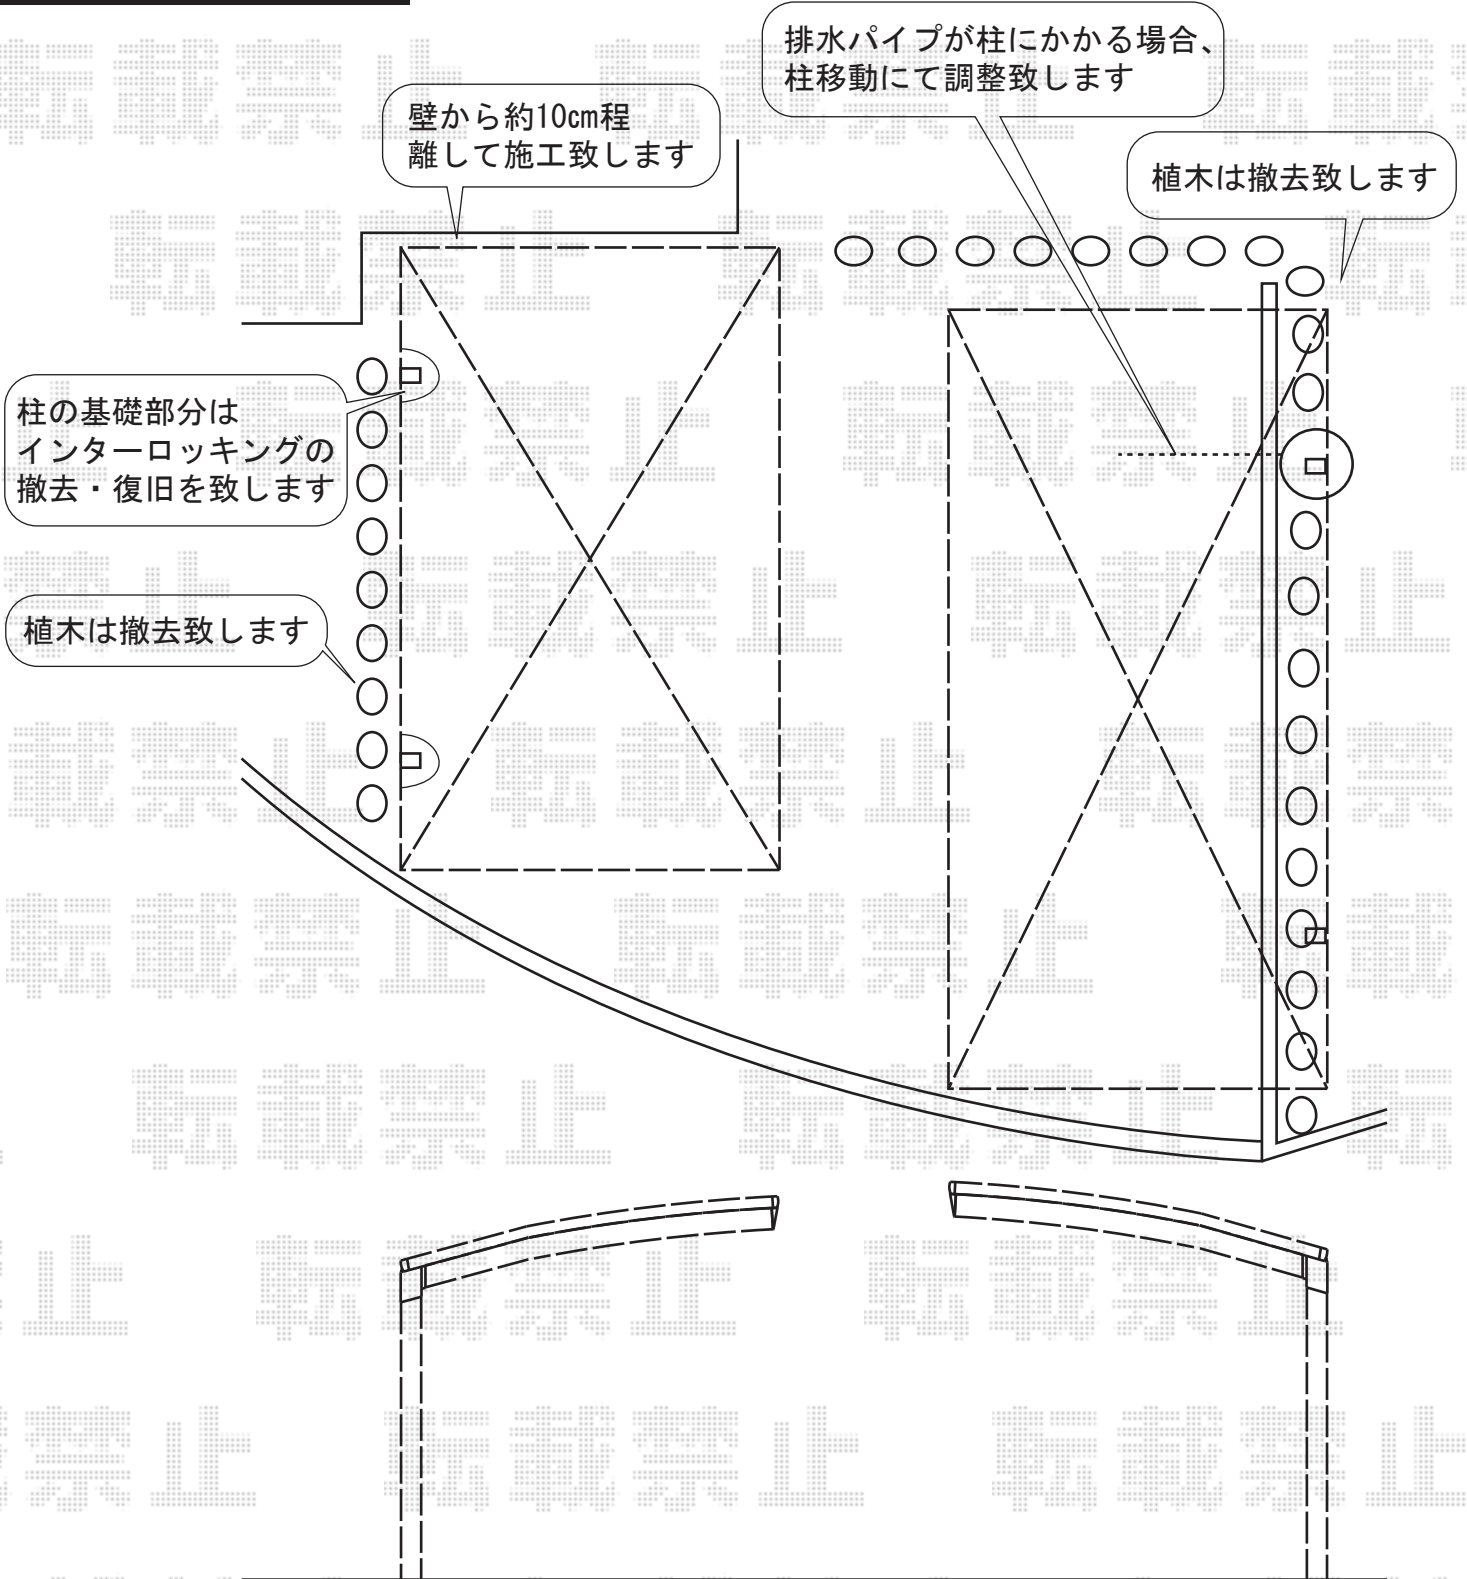 排水パイプが柱にかかる場合、
柱移動にて調整致します
壁から約10㎝程
離して施工致します
植木は撤去致します
柱の基礎部分は
インターロッキングの
撤去・復旧を致します
植木は撤去致します
転載禁止